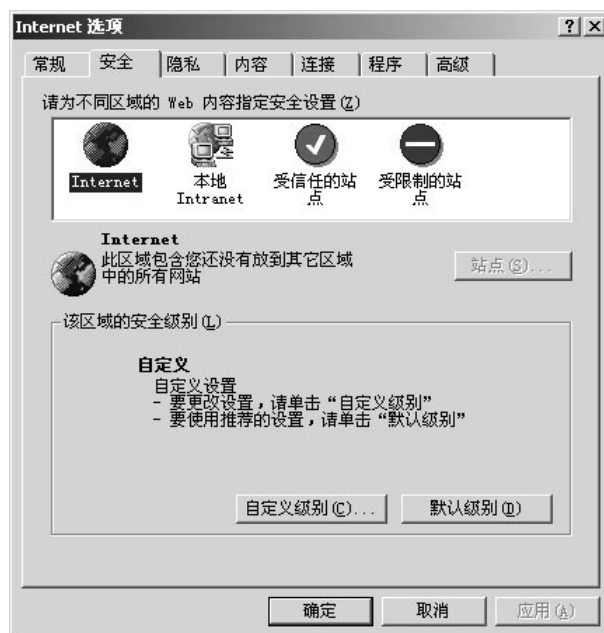 Internet 选项
常规 安全 隐私 内容 连接 程序 高级
请为不同区域的 Web 内容指定安全设置(Z)
Internet 本地 Intranet 受信任的站点 受限制的站点
Internet
此区域包含您还没有放到其它区域
中的所有网站
站点(S)...
该区域的安全级别(L)
自定义
自定义设置
- 要更改设置，请单击“自定义级别”
- 要使用推荐的设置，请单击“默认级别”
自定义级别(C)... 默认级别(D)
确定 取消 应用(A)